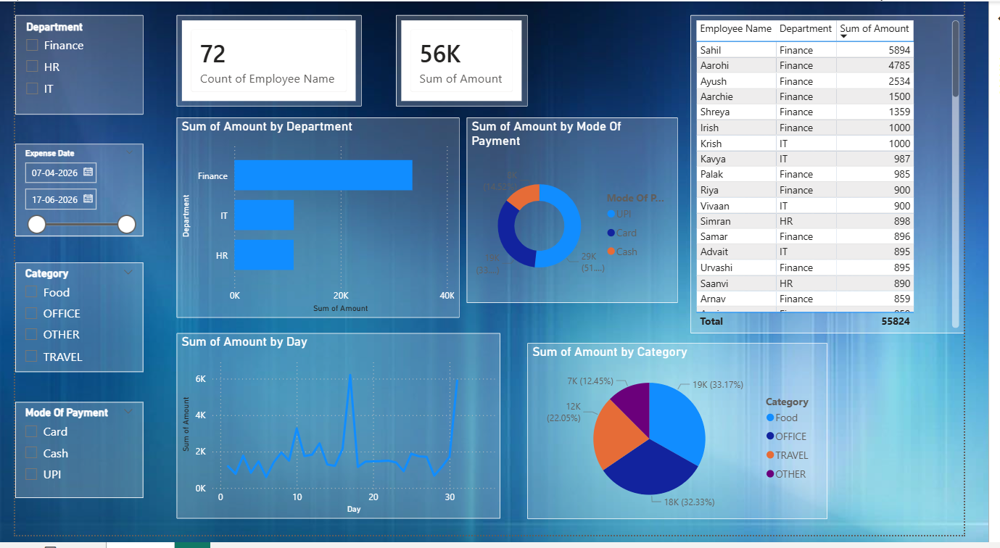 Department
Finance
HR
IT
Expense Date
07-04-2026
17-06-2026
Category
Food
OFFICE
OTHER
TRAVEL
Mode Of Payment
Card
Cash
UPI
72
Count of Employee Name
56K
Sum of Amount
Sum of Amount by Department
Department
Finance
IT
HR
0K 20K 40K
Sum of Amount
Sum of Amount by Mode Of
Payment
29K
(51....)
(33....)
Mode Of P...
UPI
Card
Cash
Employee Name Department Sum of Amount
Sahil Finance 5894
Aarohi Finance 4785
Ayush Finance 2534
Aarchie Finance 1500
Shreya Finance 1359
Irish Finance 1000
Krish IT 1000
Kavya IT 987
Palak Finance 985
Riya Finance 900
Vivaan IT 900
Simran HR 898
Samar Finance 896
Advait IT 895
Urvashi Finance 895
Saanvi HR 890
Arnav Finance 859
Total 55824
Sum of Amount by Day
Sum of Amount
6K
4K
2K
0K
0 10 20 30
Day
Sum of Amount by Category
7K (12.45%)
19K (33.17%)
12K
(22.05%)
18K (32.33%)
Category
Food
OFFICE
TRAVEL
OTHER